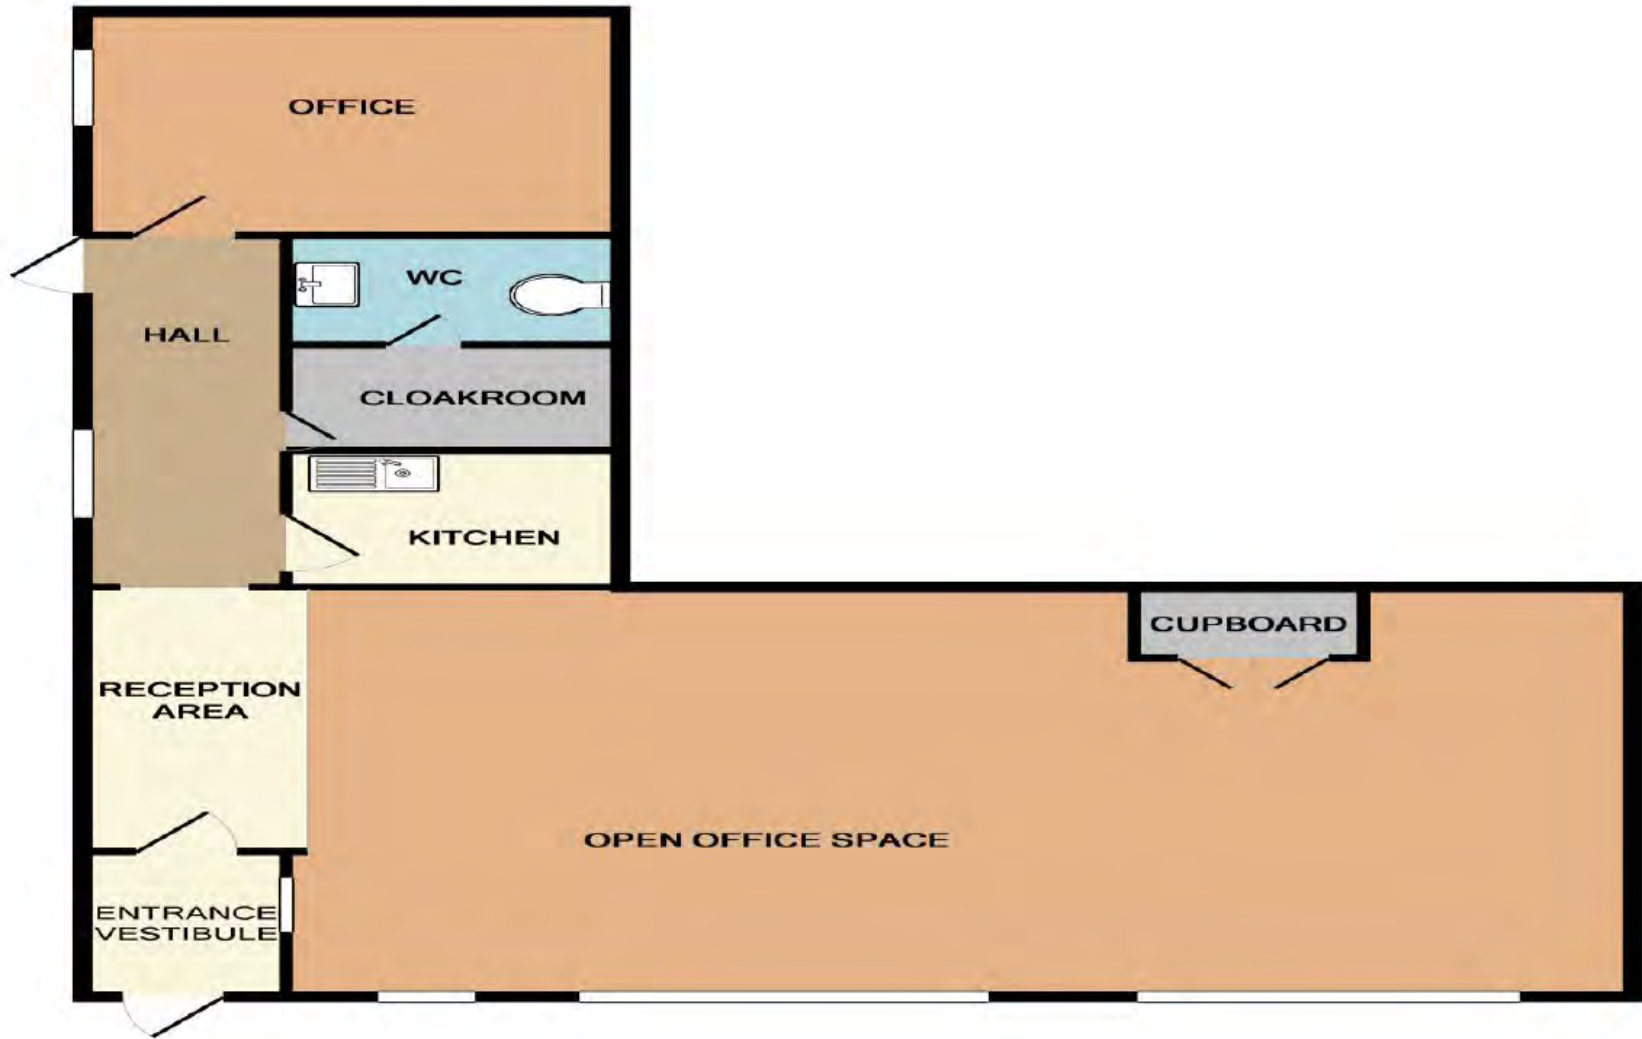 OFFICE
WC
HALL
CLOAKROOM
KITCHEN
CUPBOARD
RECEPTION
AREA
OPEN OFFICE SPACE
ENTRANCE
VESTIBULE